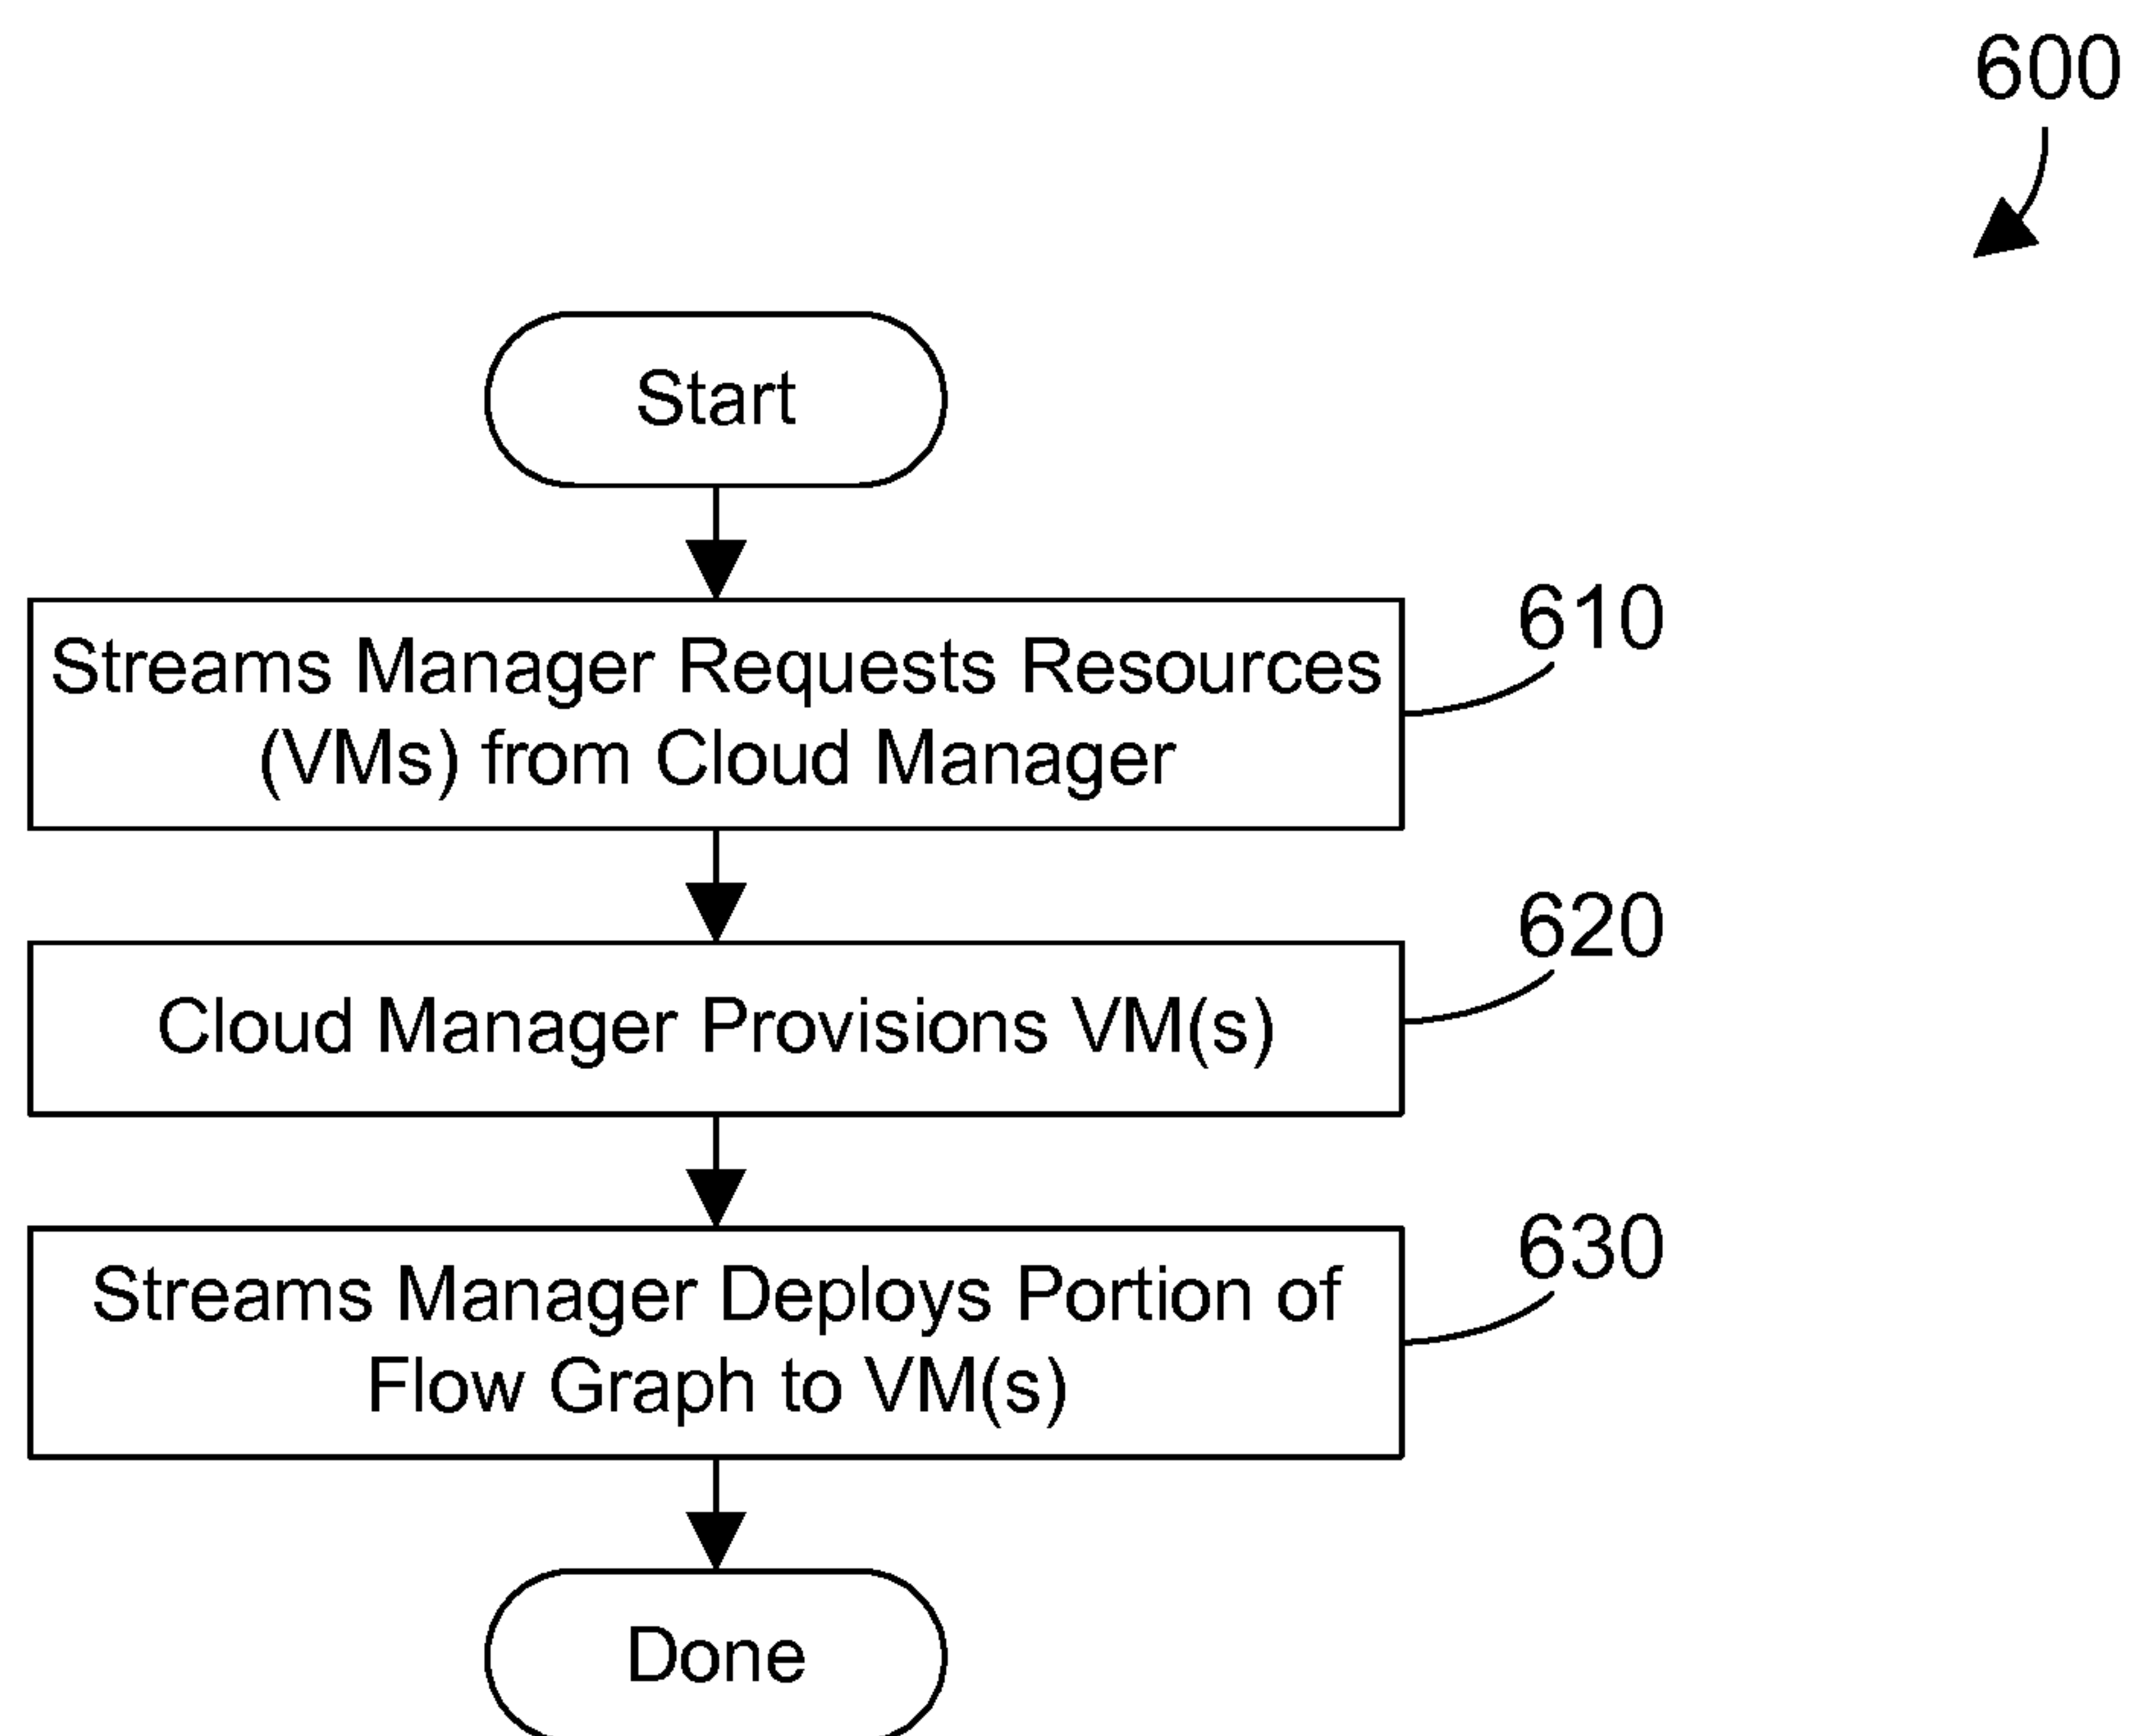 600
Start
Streams Manager Requests Resources
(VMs) from Cloud Manager
610
Cloud Manager Provisions VM(s)
620
Streams Manager Deploys Portion of
Flow Graph to VM(s)
630
Done